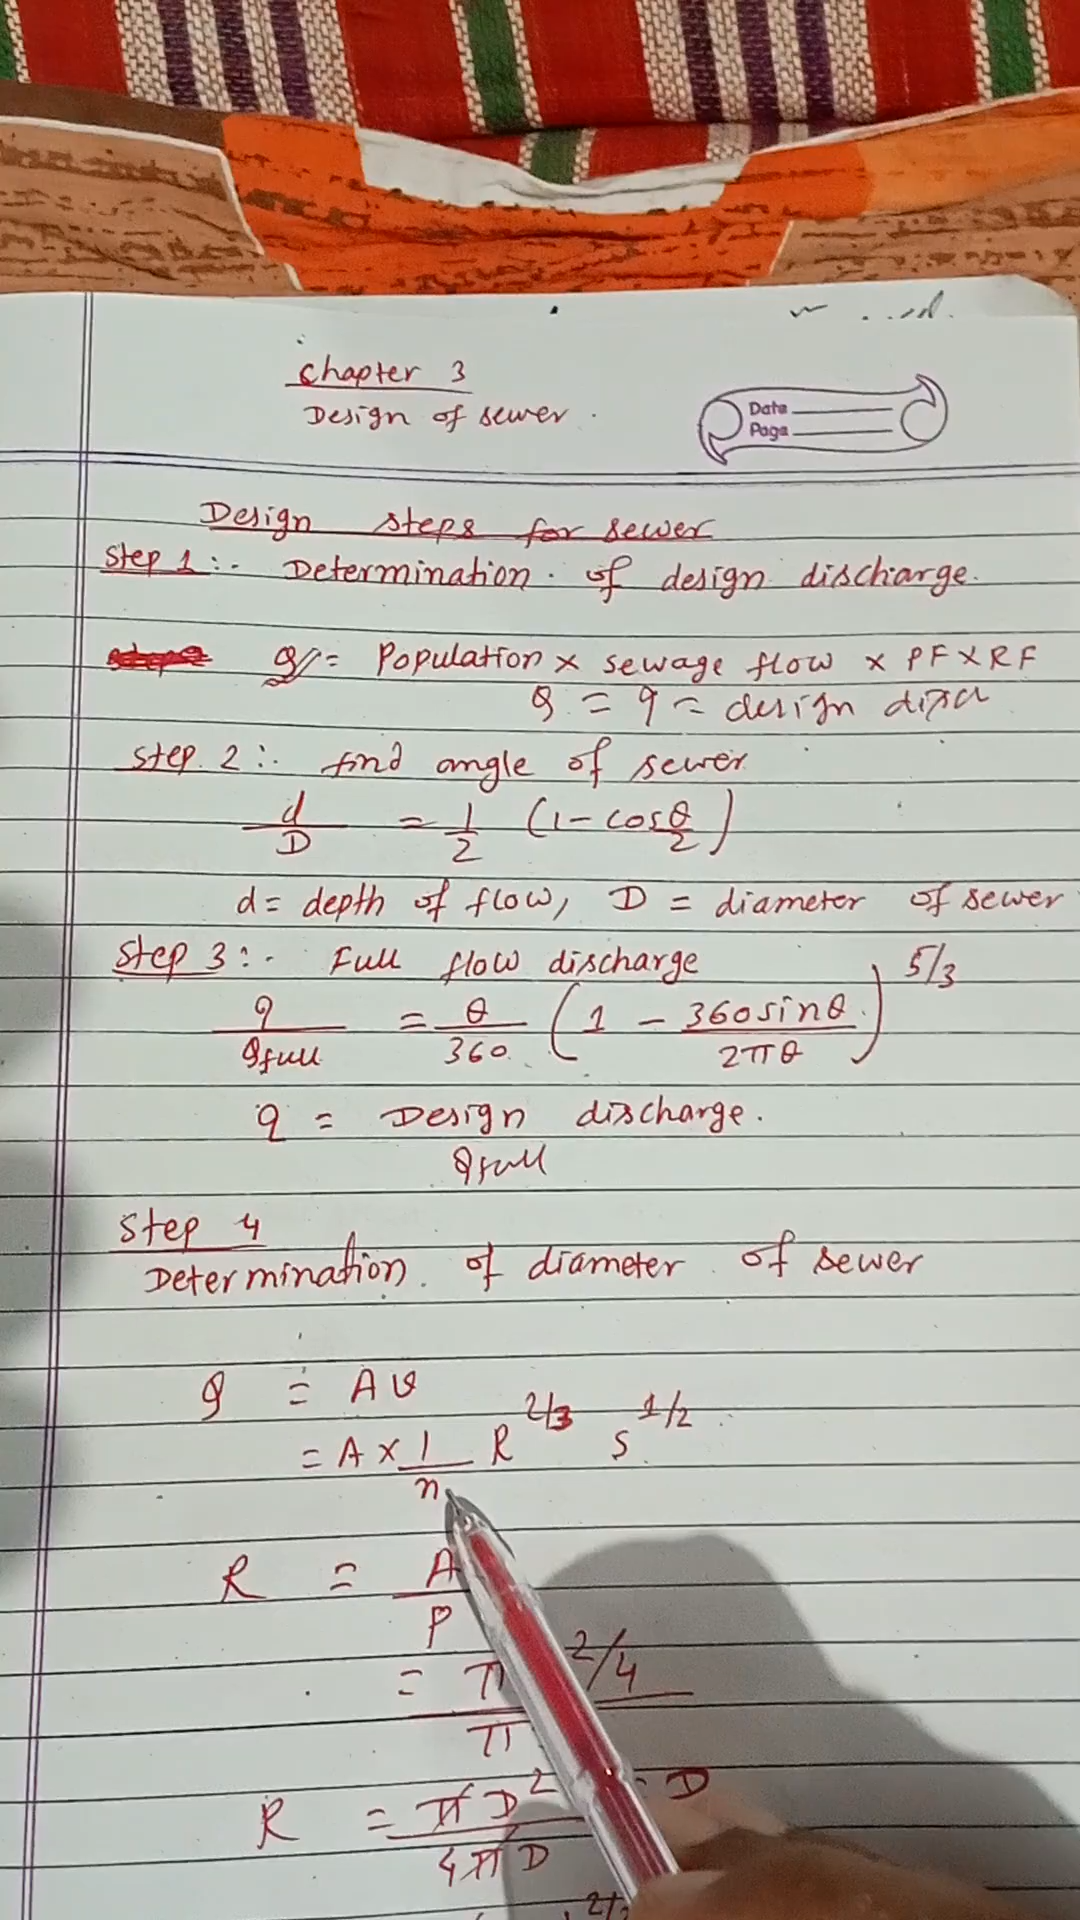 Chapter 3
Design of sewer.
Date
Page
Design steps for sewer
Step 1:- Determination of design discharge.
q = Population × sewage flow × PF × RF
Q = q = design
Step 2:- find angle of sewer
d/D = 1/2 (1 - cos θ/2)
d = depth of flow, D = diameter of sewer
Step 3:- Full flow discharge
q/qfull = θ/360 (1 - 360 sinθ/2πθ)^5/3
q = Design discharge.
Qfull
Step 4
Determination of diameter of sewer
Q = AV
= A × 1/n R^2/3 S^1/2
R = A/P
= π 2/4 / π
R = πD^2 / 4πD = D